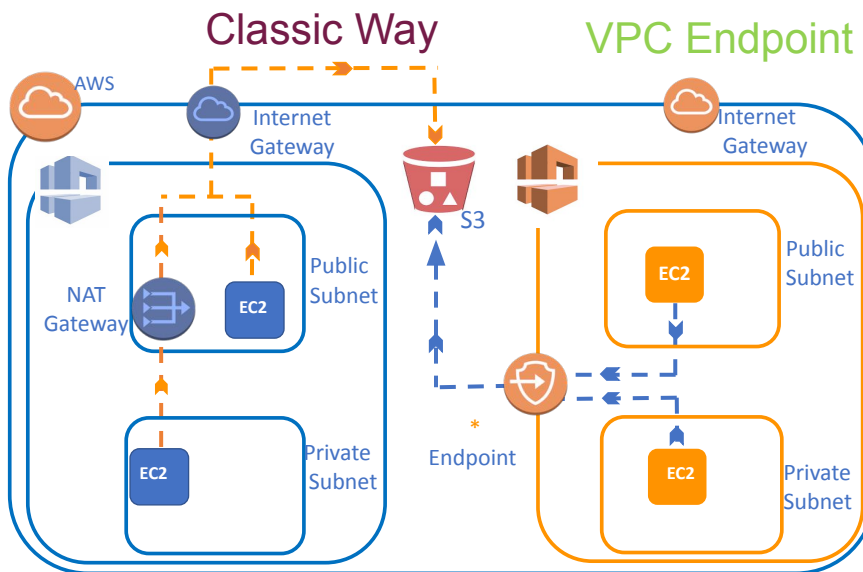 Classic Way
VPC Endpoint
AWS
Internet
Gateway
Internet
Gateway
S3
Public
Subnet
EC2
NAT
Gateway
EC2
Public
Subnet
*
Endpoint
Private
Subnet
EC2
Private
Subnet
EC2